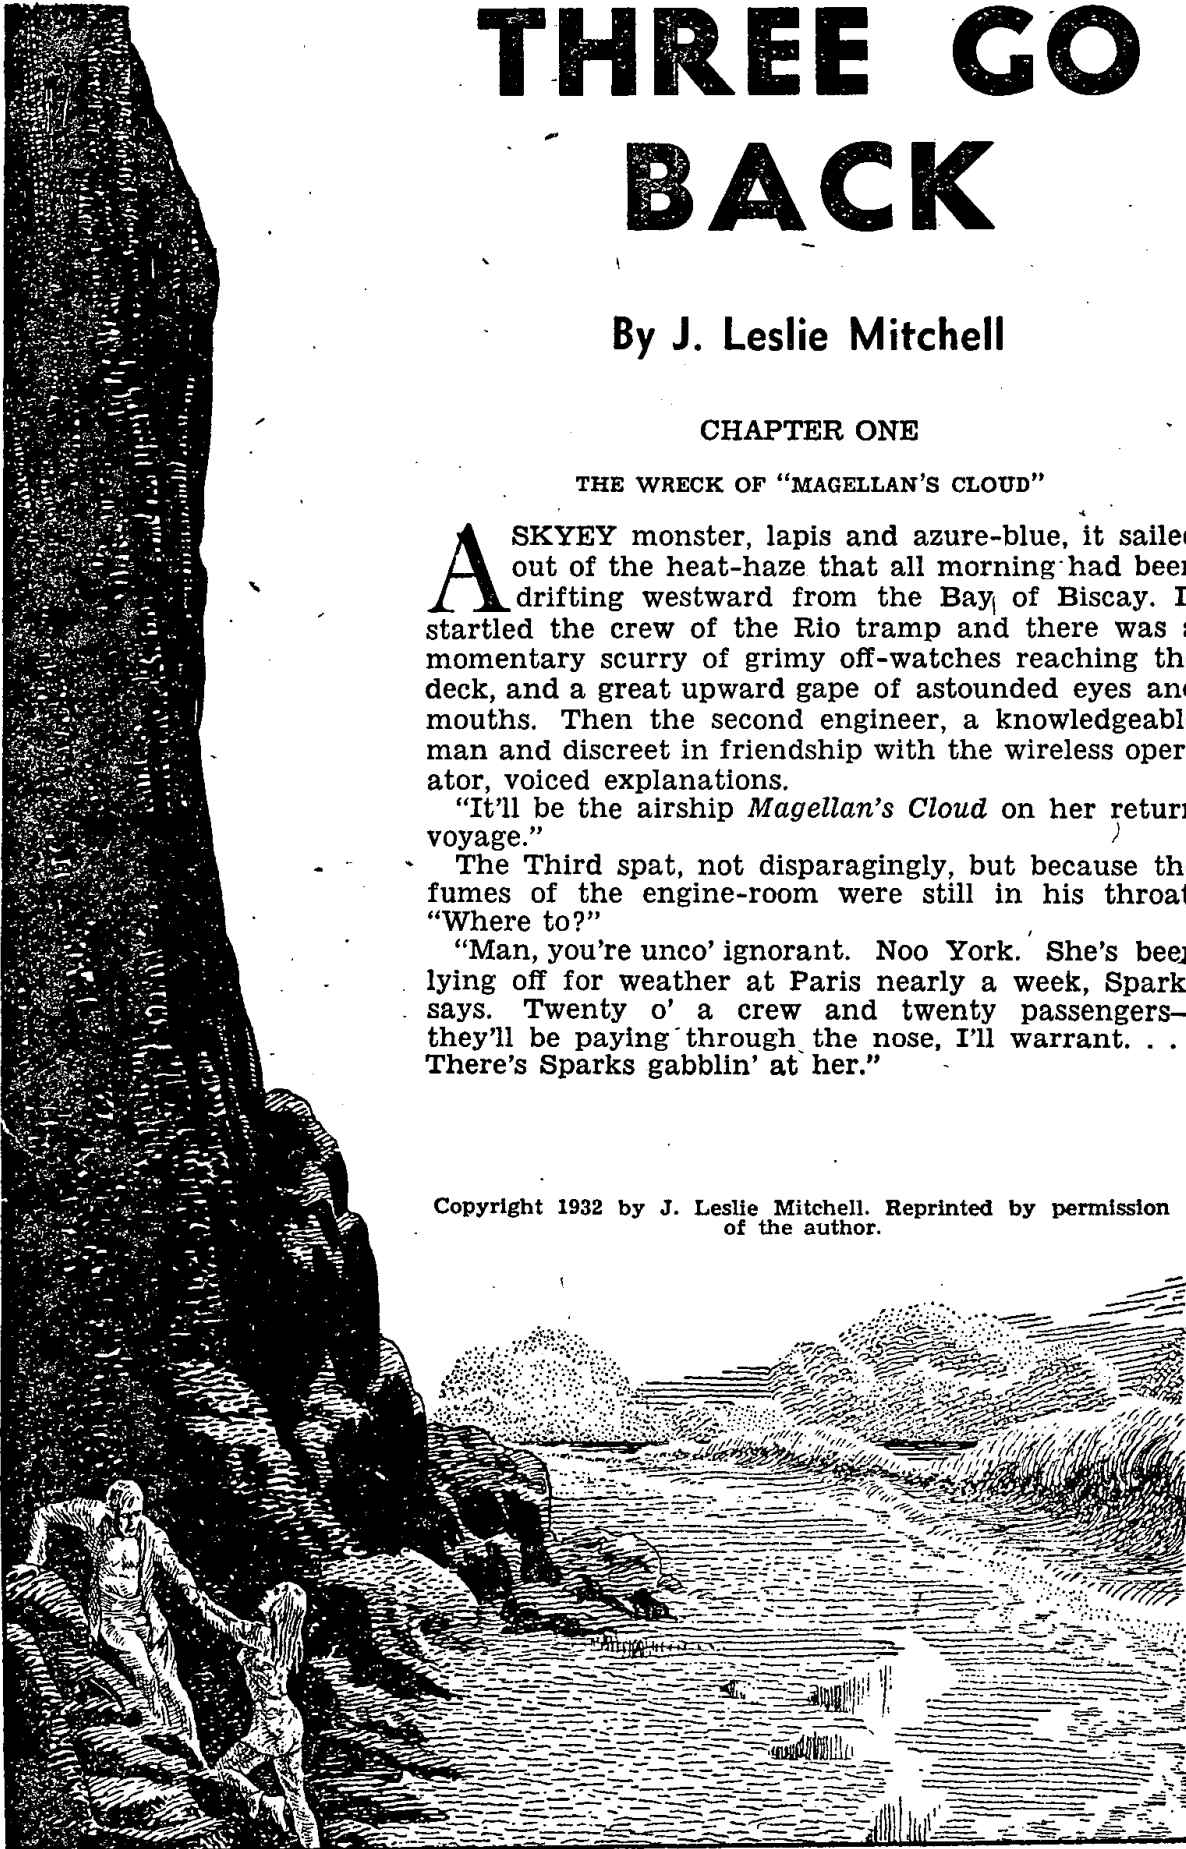 THREE GO
BACK
By J. Leslie Mitchell
CHAPTER ONE
THE WRECK OF "MAGELLAN'S CLOUD"
A SKYEY monster, lapis and azure-blue, it sailed
out of the heat-haze that all morning had been
drifting westward from the Bay of Biscay. I
startled the crew of the Rio tramp and there was a
momentary scurry of grimy off-watches reaching th
deck, and a great upward gape of astounded eyes and
mouths. Then the second engineer, a knowledgeabl
man and discreet in friendship with the wireless oper-
ator, voiced explanations.
"It'll be the airship Magellan's Cloud on her return
voyage."
The Third spat, not disparagingly, but because th
fumes of the engine-room were still in his throat
"Where to?"
"Man, you're unco' ignorant. Noo York. She's been
lying off for weather at Paris nearly a week, Spark
says. Twenty o' a crew and twenty passengers—
they'll be paying through the nose, I'll warrant. . . .
There's Sparks gabblin' at her."
Copyright 1932 by J. Leslie Mitchell. Reprinted by permission
of the author.